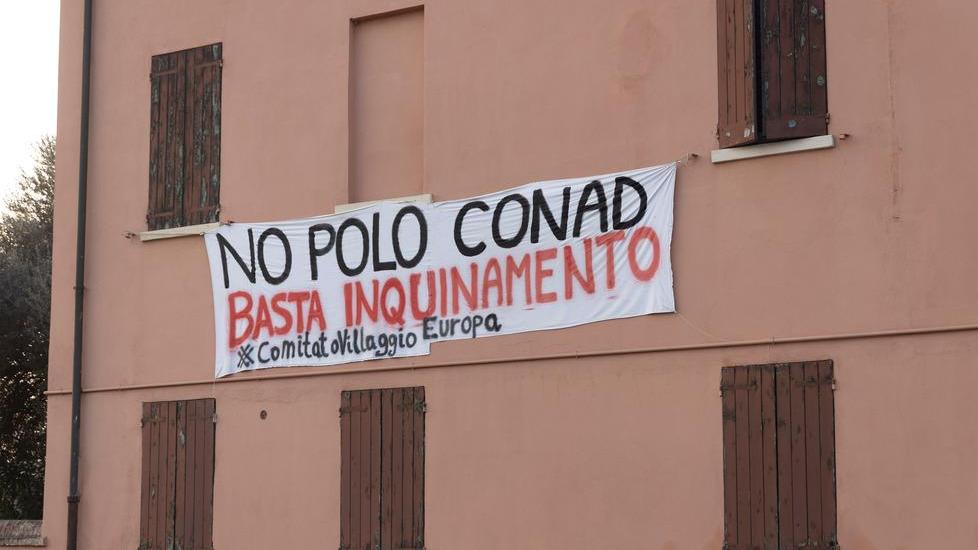 NO POLO CONAD
BASTA INQUINAMENTO
※ComitatoVillaggio Europa